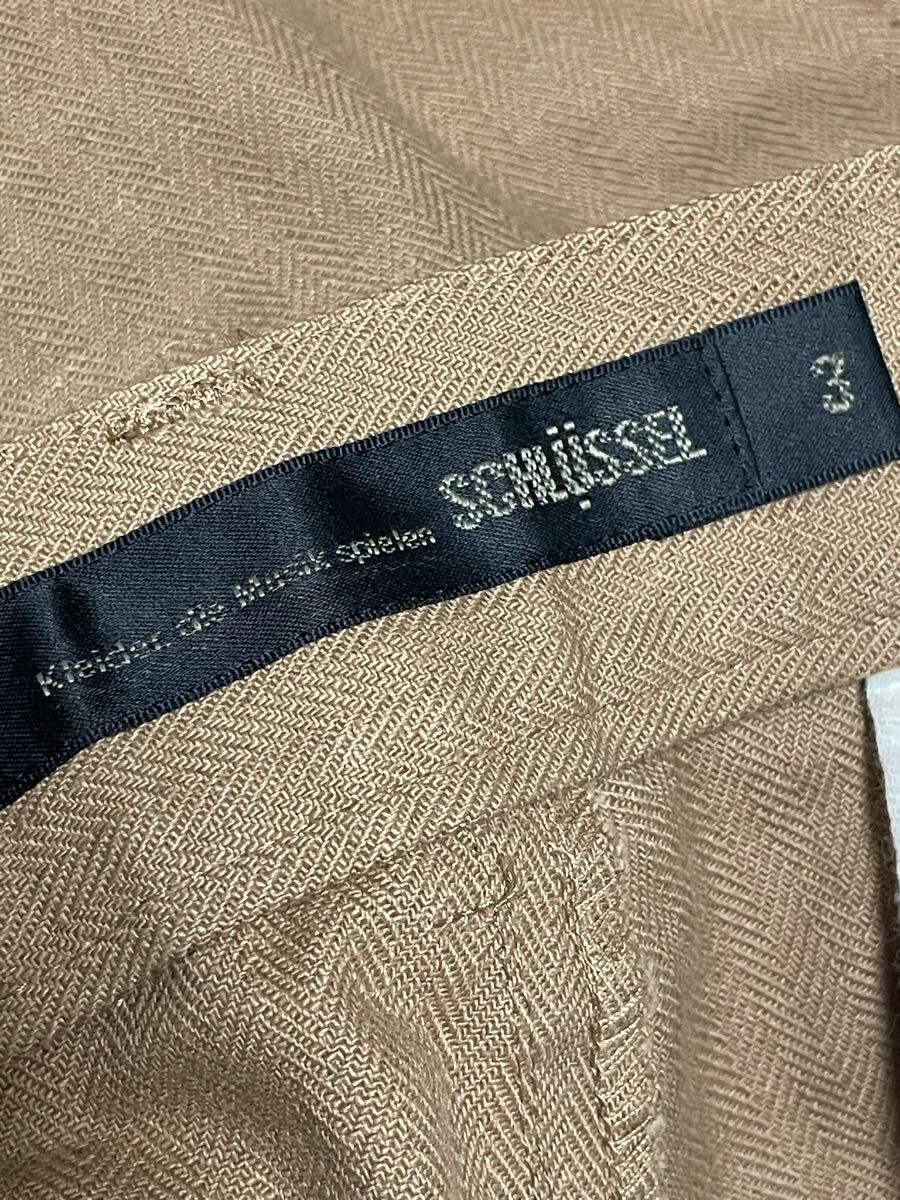 Kleider die Musik spielen
SCHLÜSSEL
3